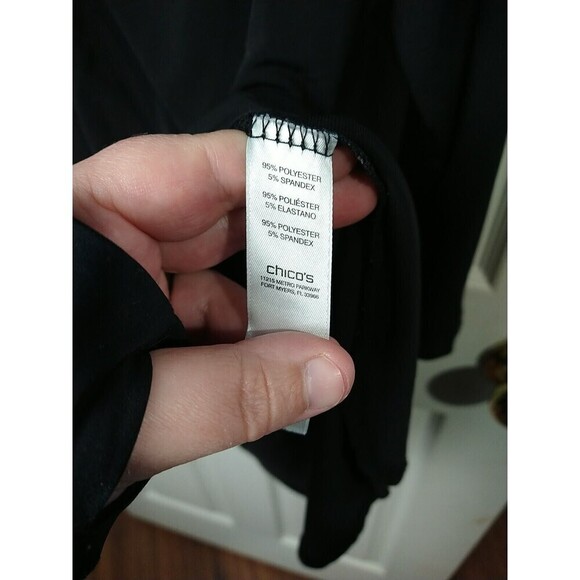 95% POLYESTER
5% SPANDEX
95% POLIÉSTER
5% ELASTANO
95% POLYESTER
5% SPANDEX
chico's
11215 METRO PARKWAY
FORT MYERS, FL 33966